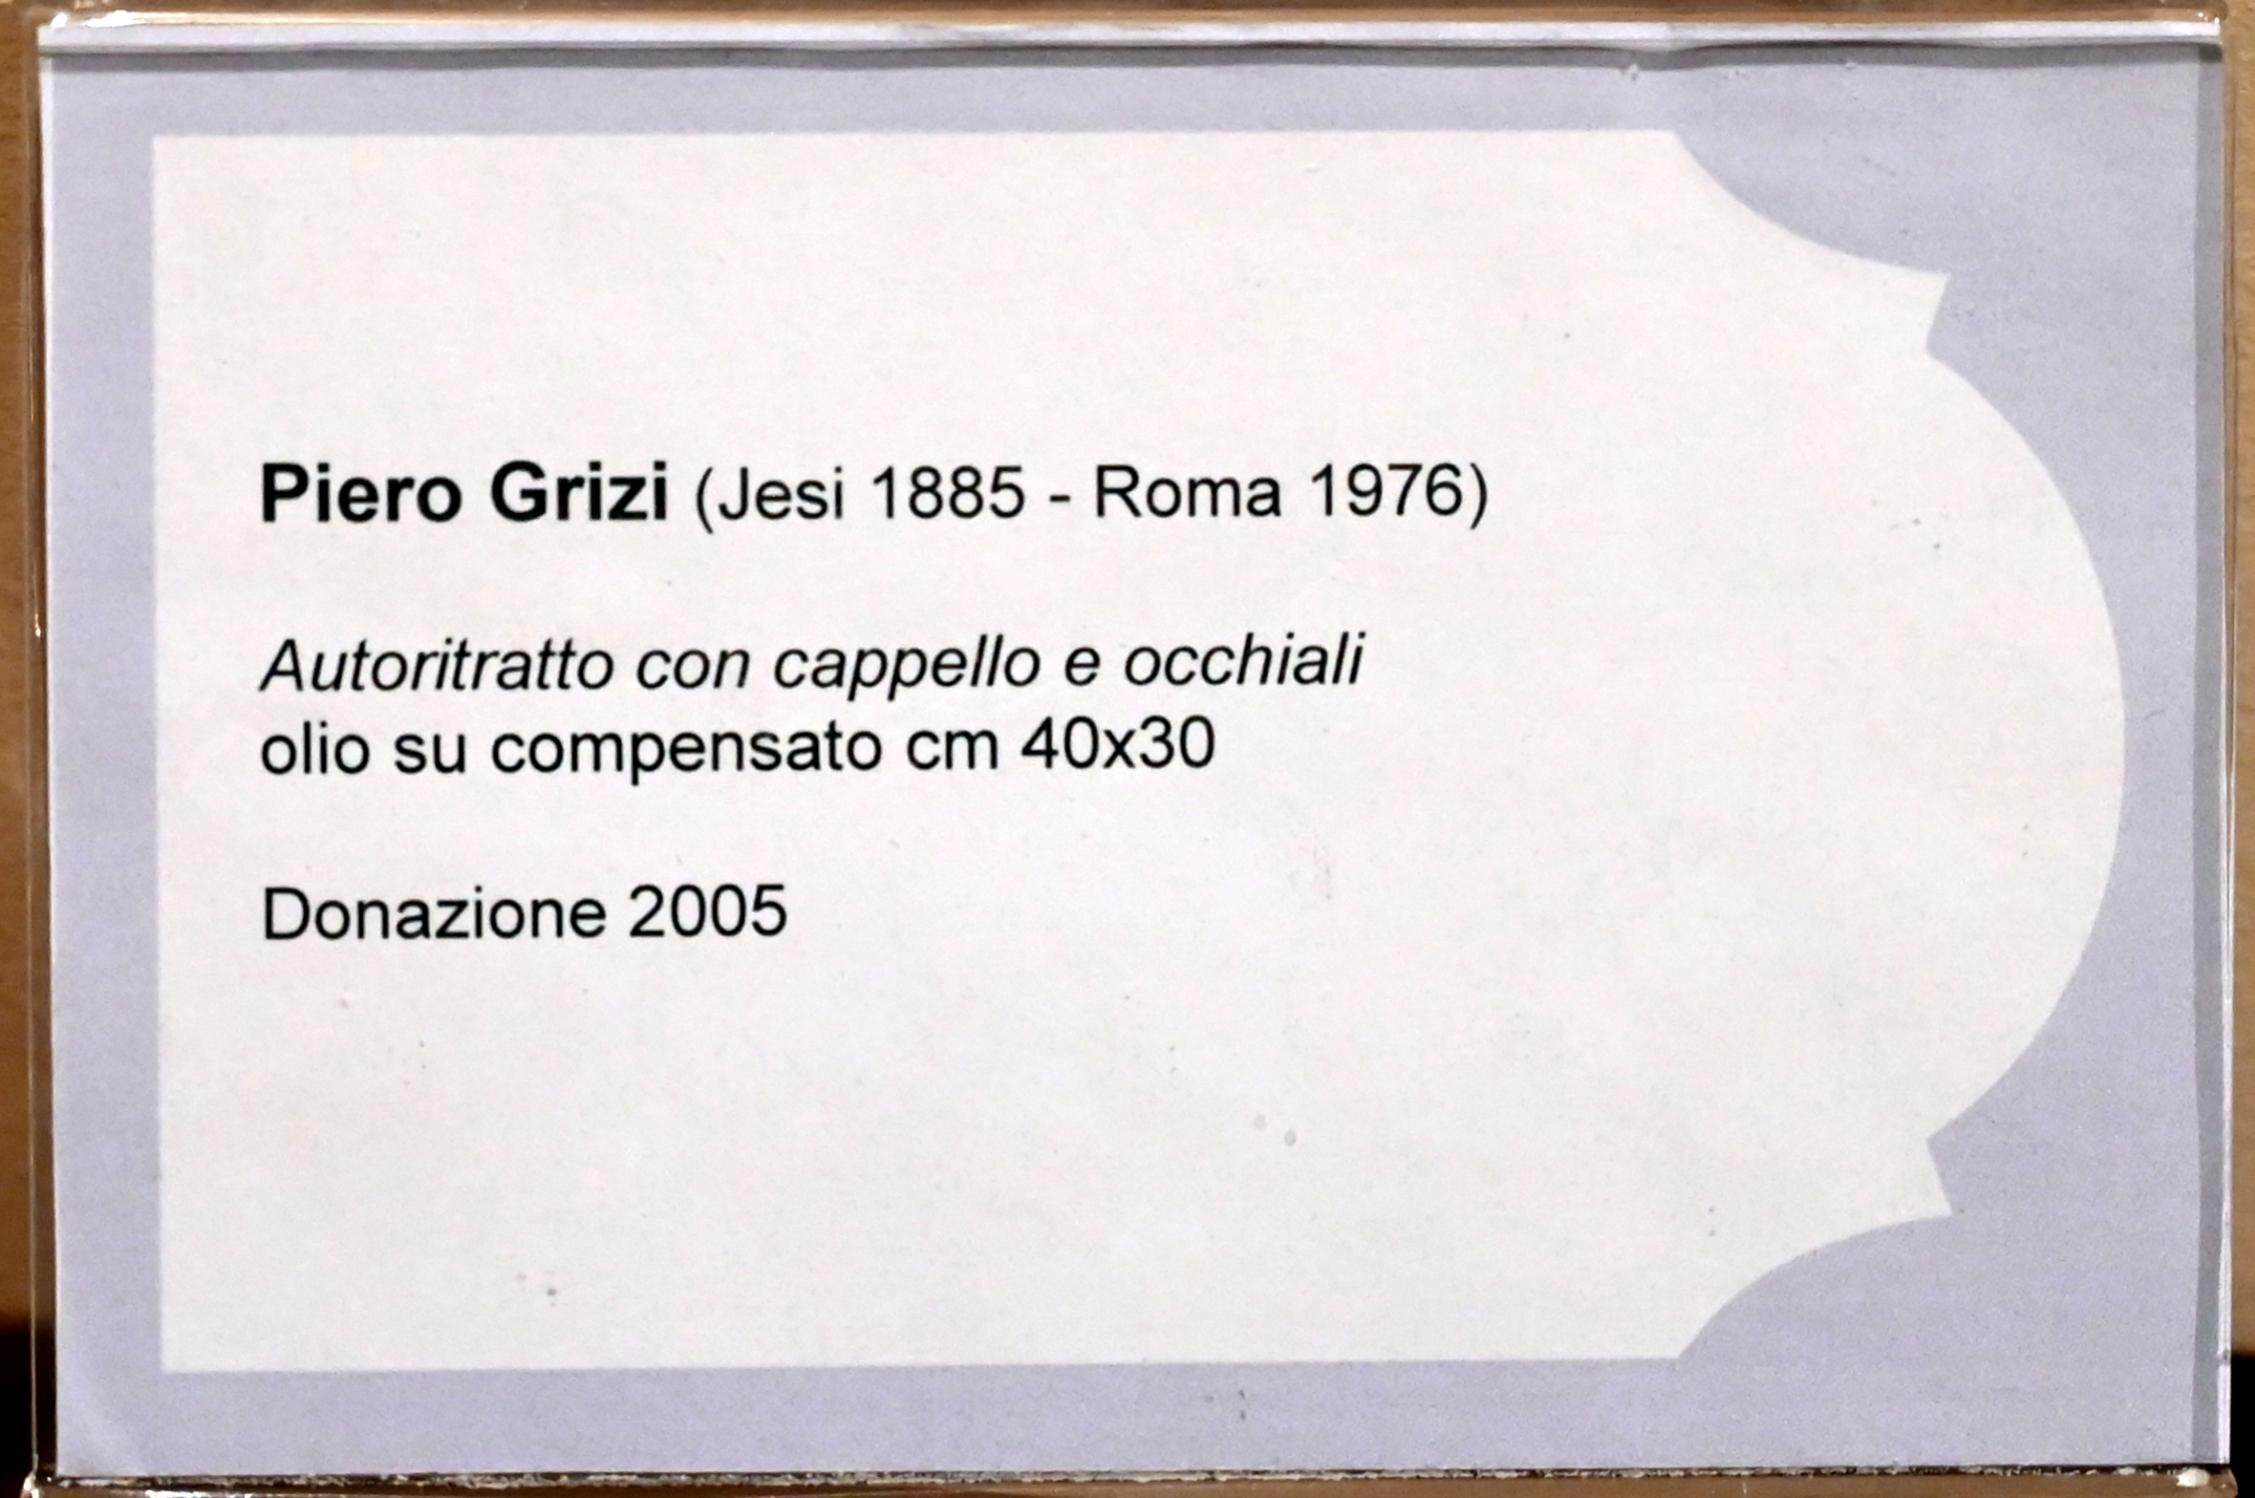 Piero Grizi (Jesi 1885 - Roma 1976)
Autoritratto con cappello e occhiali
olio su compensato cm 40x30
Donazione 2005